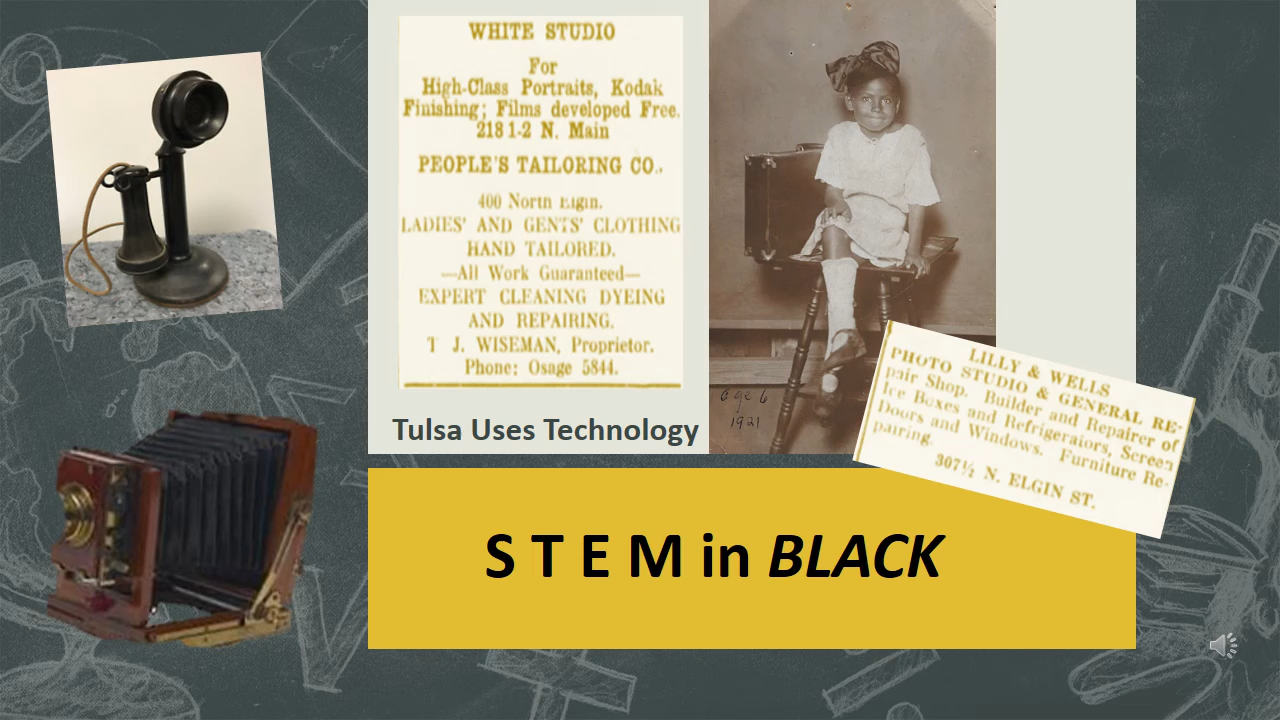 WHITE STUDIO
For
High-Class Portraits, Kodak
Finishing; Films developed Free.
218 1-2 N. Main
PEOPLE'S TAILORING CO.,
400 North Elgin.
LADIES' AND GENTS' CLOTHING
HAND TAILORED.
—All Work Guaranteed—
EXPERT CLEANING DYEING
AND REPAIRING.
T J. WISEMAN, Proprietor.
Phone: Osage 5844.
Tulsa Uses Technology
age 6
1921
LILLY & WELLS
PHOTO STUDIO & GENERAL RE-
pair Shop. Builder and Repairer of
Ice Boxes and Refrigerators, Screen
Doors and Windows. Furniture Re-
pairing.
307½ N. ELGIN ST.
S T E M in BLACK